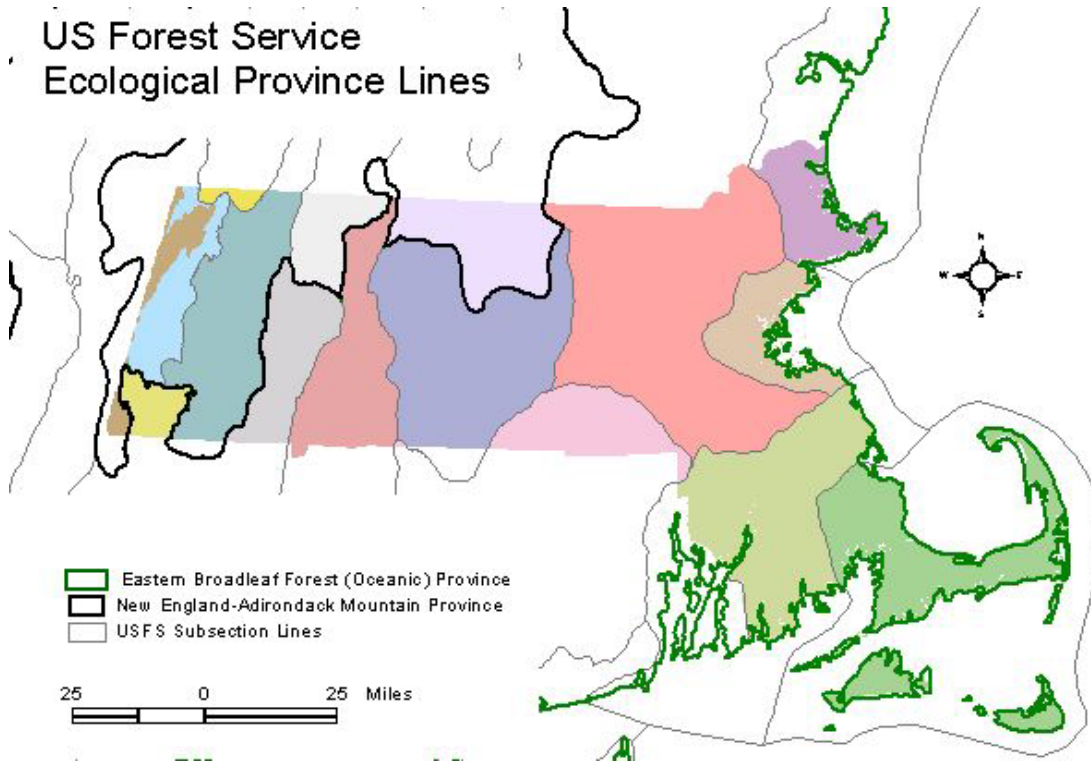 US Forest Service
Ecological Province Lines
N
W E
S
Eastern Broadleaf Forest (Oceanic) Province
New England-Adirondack Mountain Province
USFS Subsection Lines
25 0 25 Miles